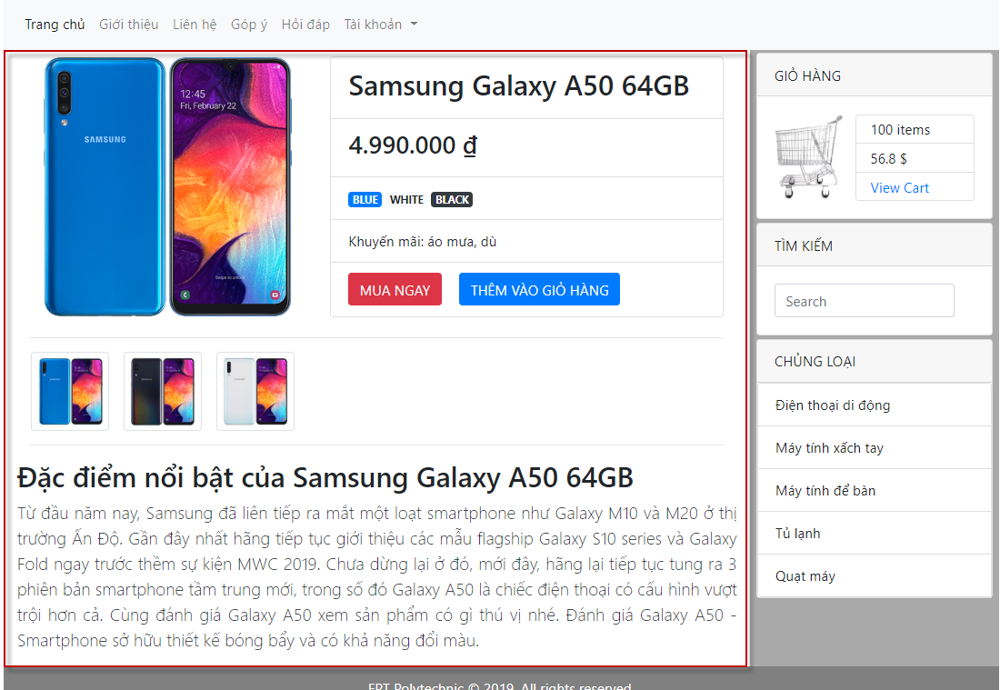 Trang chủ Giới thiệu Liên hệ Góp ý Hỏi đáp Tài khoản
SAMSUNG
12:45
Fri, February 22
Swipe to unlock
Samsung Galaxy A50 64GB
4.990.000 ₫
BLUE WHITE BLACK
Khuyến mãi: áo mưa, dù
MUA NGAY THÊM VÀO GIỎ HÀNG
Đặc điểm nổi bật của Samsung Galaxy A50 64GB
Từ đầu năm nay, Samsung đã liên tiếp ra mắt một loạt smartphone như Galaxy M10 và M20 ở thị
trường Ấn Độ. Gần đây nhất hãng tiếp tục giới thiệu các mẫu flagship Galaxy S10 series và Galaxy
Fold ngay trước thềm sự kiện MWC 2019. Chưa dừng lại ở đó, mới đây, hãng lại tiếp tục tung ra 3
phiên bản smartphone tầm trung mới, trong số đó Galaxy A50 là chiếc điện thoại có cấu hình vượt
trội hơn cả. Cùng đánh giá Galaxy A50 xem sản phẩm có gì thú vị nhé. Đánh giá Galaxy A50 -
Smartphone sở hữu thiết kế bóng bẩy và có khả năng đổi màu.
GIỎ HÀNG
100 items
56.8 $
View Cart
TÌM KIẾM
Search
CHỦNG LOẠI
Điện thoại di động
Máy tính xách tay
Máy tính để bàn
Tủ lạnh
Quạt máy
FPT Polytechnic © 2019. All rights reserved.